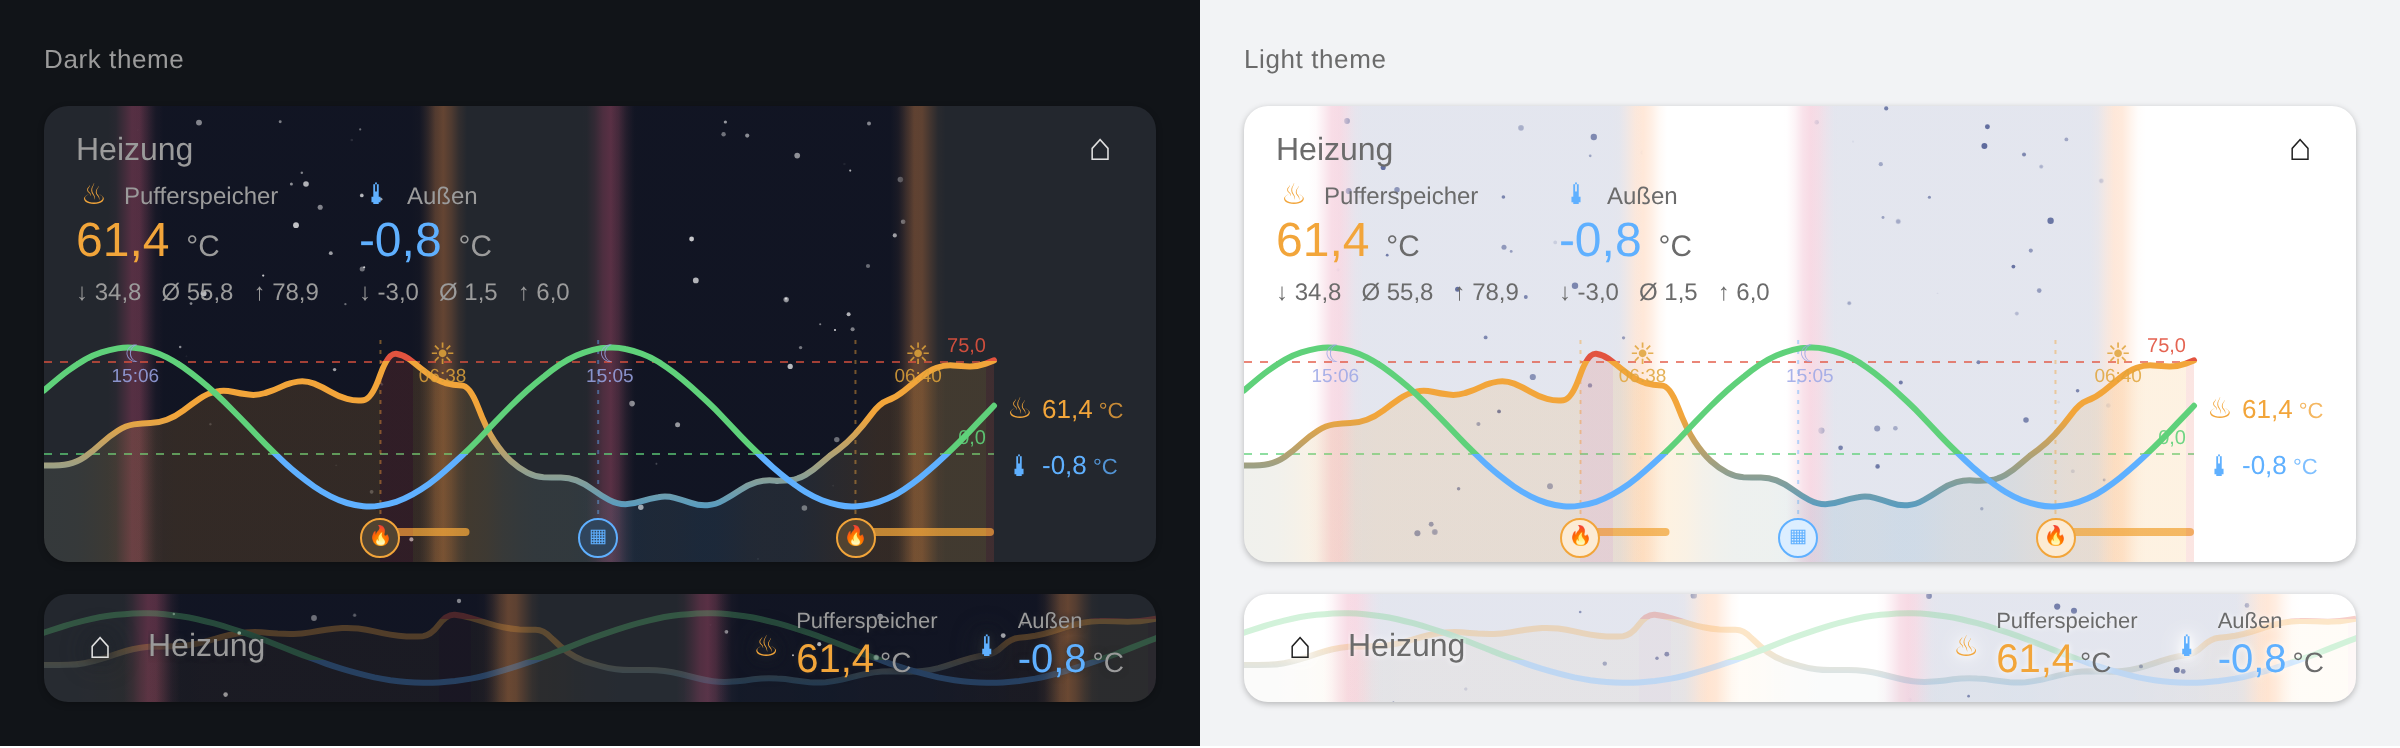 Dark theme
Heizung
Pufferspeicher Außen
61,4 °C -0,8 °C
↓ 34,8 Ø 55,8 ↑ 78,9 ↓ -3,0 Ø 1,5 ↑ 6,0
75,0
15:06 06:38 15:05 06:40
61,4 °C
0,0
-0,8 °C
Heizung
Pufferspeicher Außen
61,4 °C -0,8 °C
Light theme
Heizung
Pufferspeicher Außen
61,4 °C -0,8 °C
↓ 34,8 Ø 55,8 ↑ 78,9 ↓ -3,0 Ø 1,5 ↑ 6,0
75,0
15:06 06:38 15:05 06:40
61,4 °C
0,0
-0,8 °C
Heizung
Pufferspeicher Außen
61,4 °C -0,8 °C